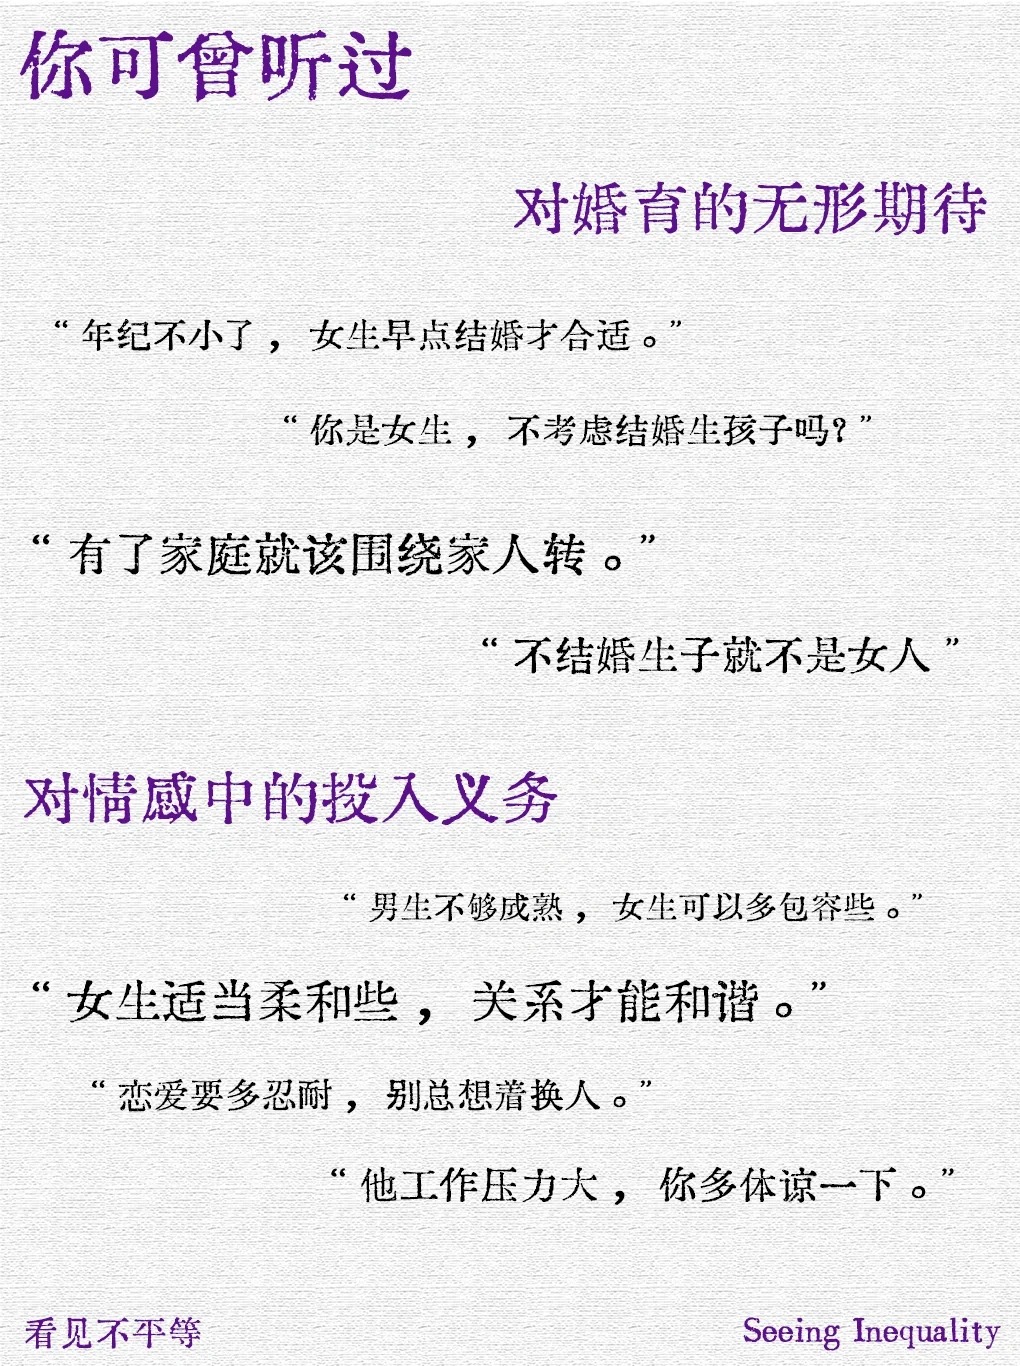 你可曾听过
对婚育的无形期待
“年纪不小了，女生早点结婚才合适。”
“你是女生，不考虑结婚生孩子吗？”
“有了家庭就该围绕家人转。”
“不结婚生子就不是女人”
对情感中的投入义务
“男生不够成熟，女生可以多包容些。”
“女生适当柔和些，关系才能和谐。”
“恋爱要多忍耐，别总想着换人。”
“他工作压力大，你多体谅一下。”
看见不平等
Seeing Inequality